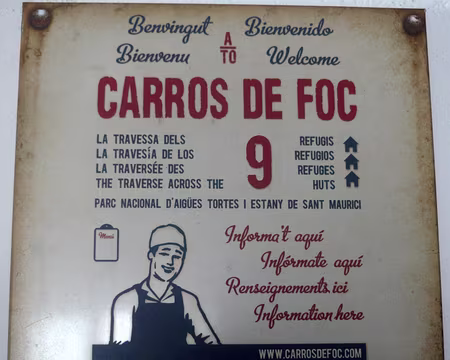 Benvingut A Bienvenido
Bienvenu TO Welcome
CARROS DE FOC
LA TRAVESSA DELS
LA TRAVESÍA DE LOS
LA TRAVERSÉE DES
THE TRAVERSE ACROSS THE
9
REFUGIS
REFUGIOS
REFUGES
HUTS
PARC NACIONAL D'AIGÜES TORTES I ESTANY DE SANT MAURICI
Menú
Informa't aquí
Infórmate aquí
Renseignements ici
Information here
WWW.CARROSDEFOC.COM